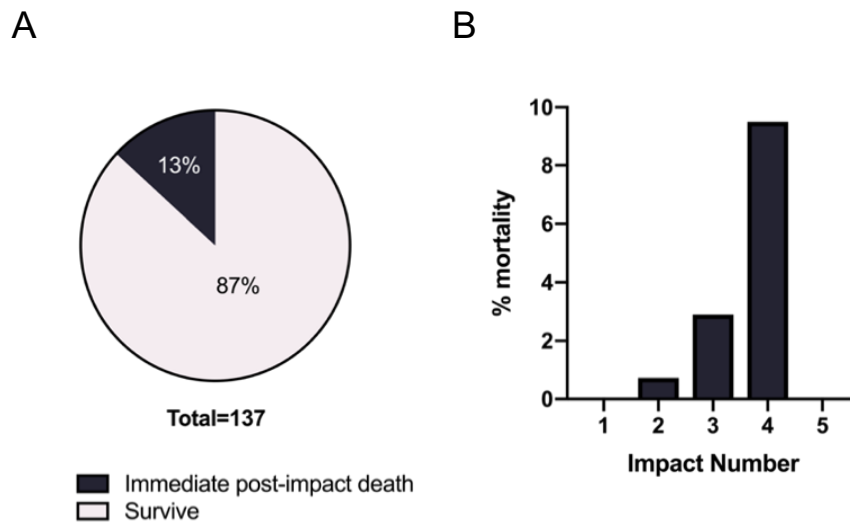 A
13%
87%
Total=137
Immediate post-impact death
Survive
B
% mortality
10
8
6
4
2
0
1 2 3 4 5
Impact Number